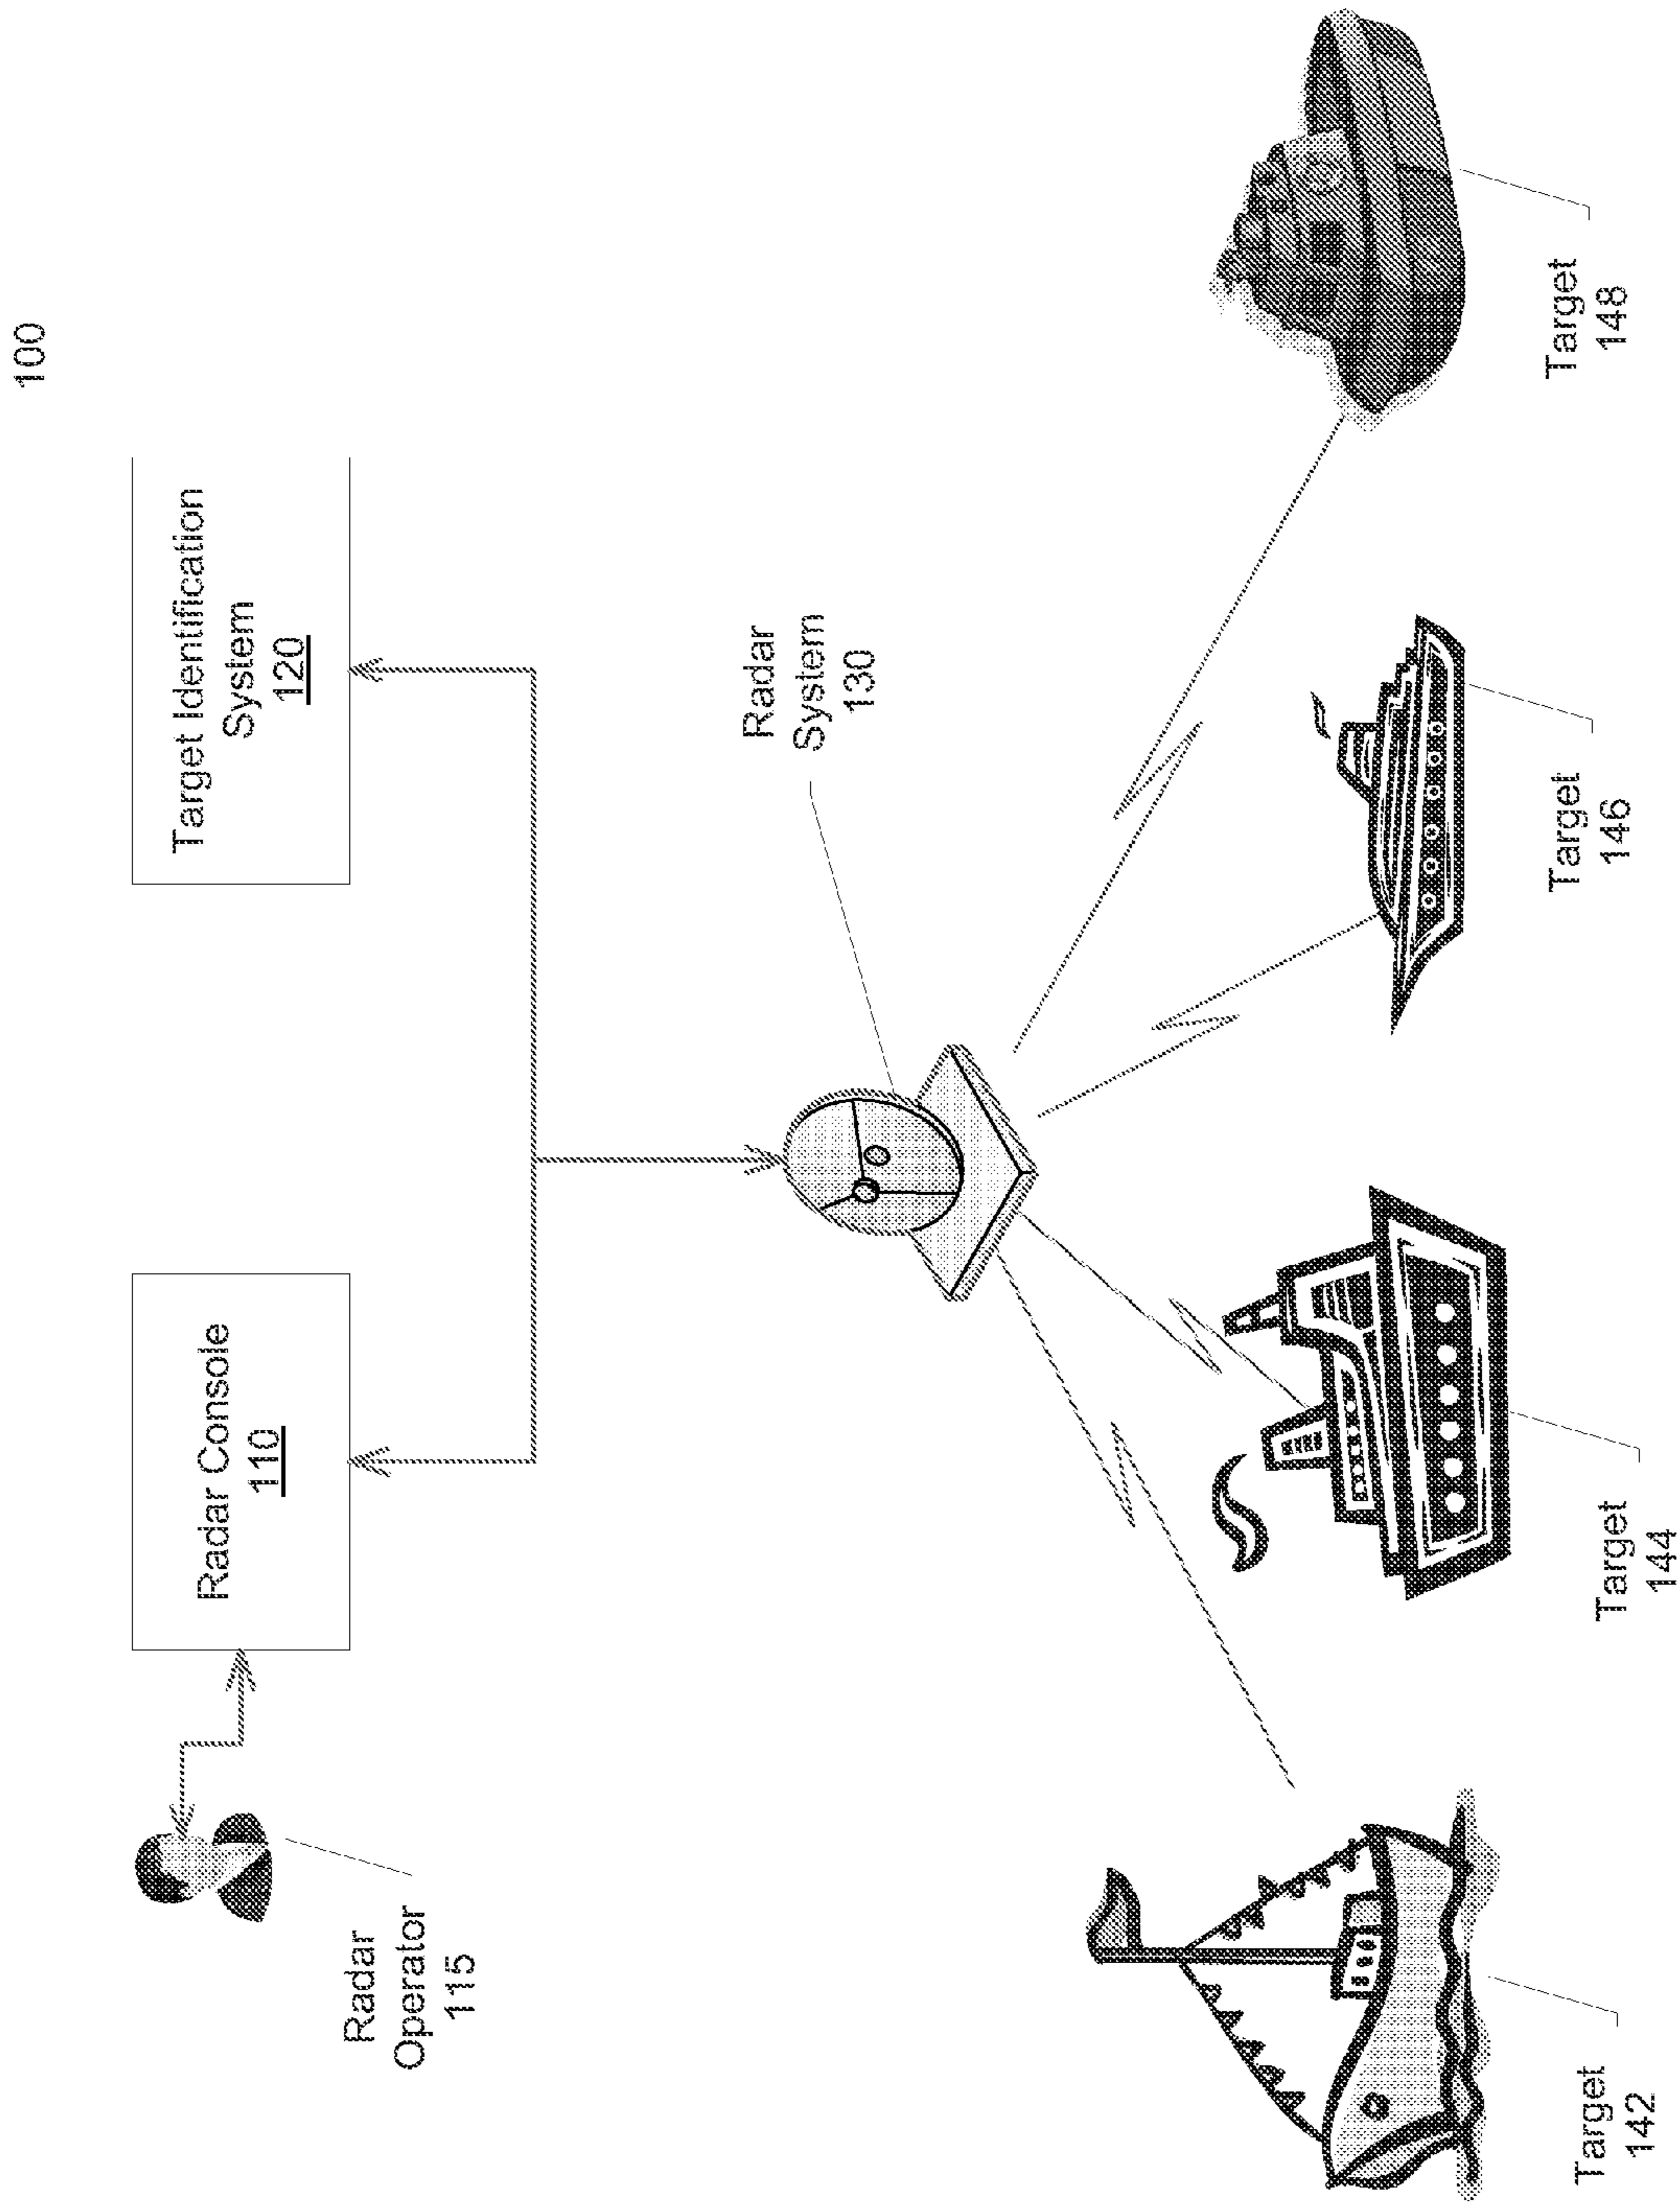 100
Radar
Operator
115
Radar Console
110
Target Identification
System
120
Radar
System
130
Target
142
Target
144
Target
146
Target
148